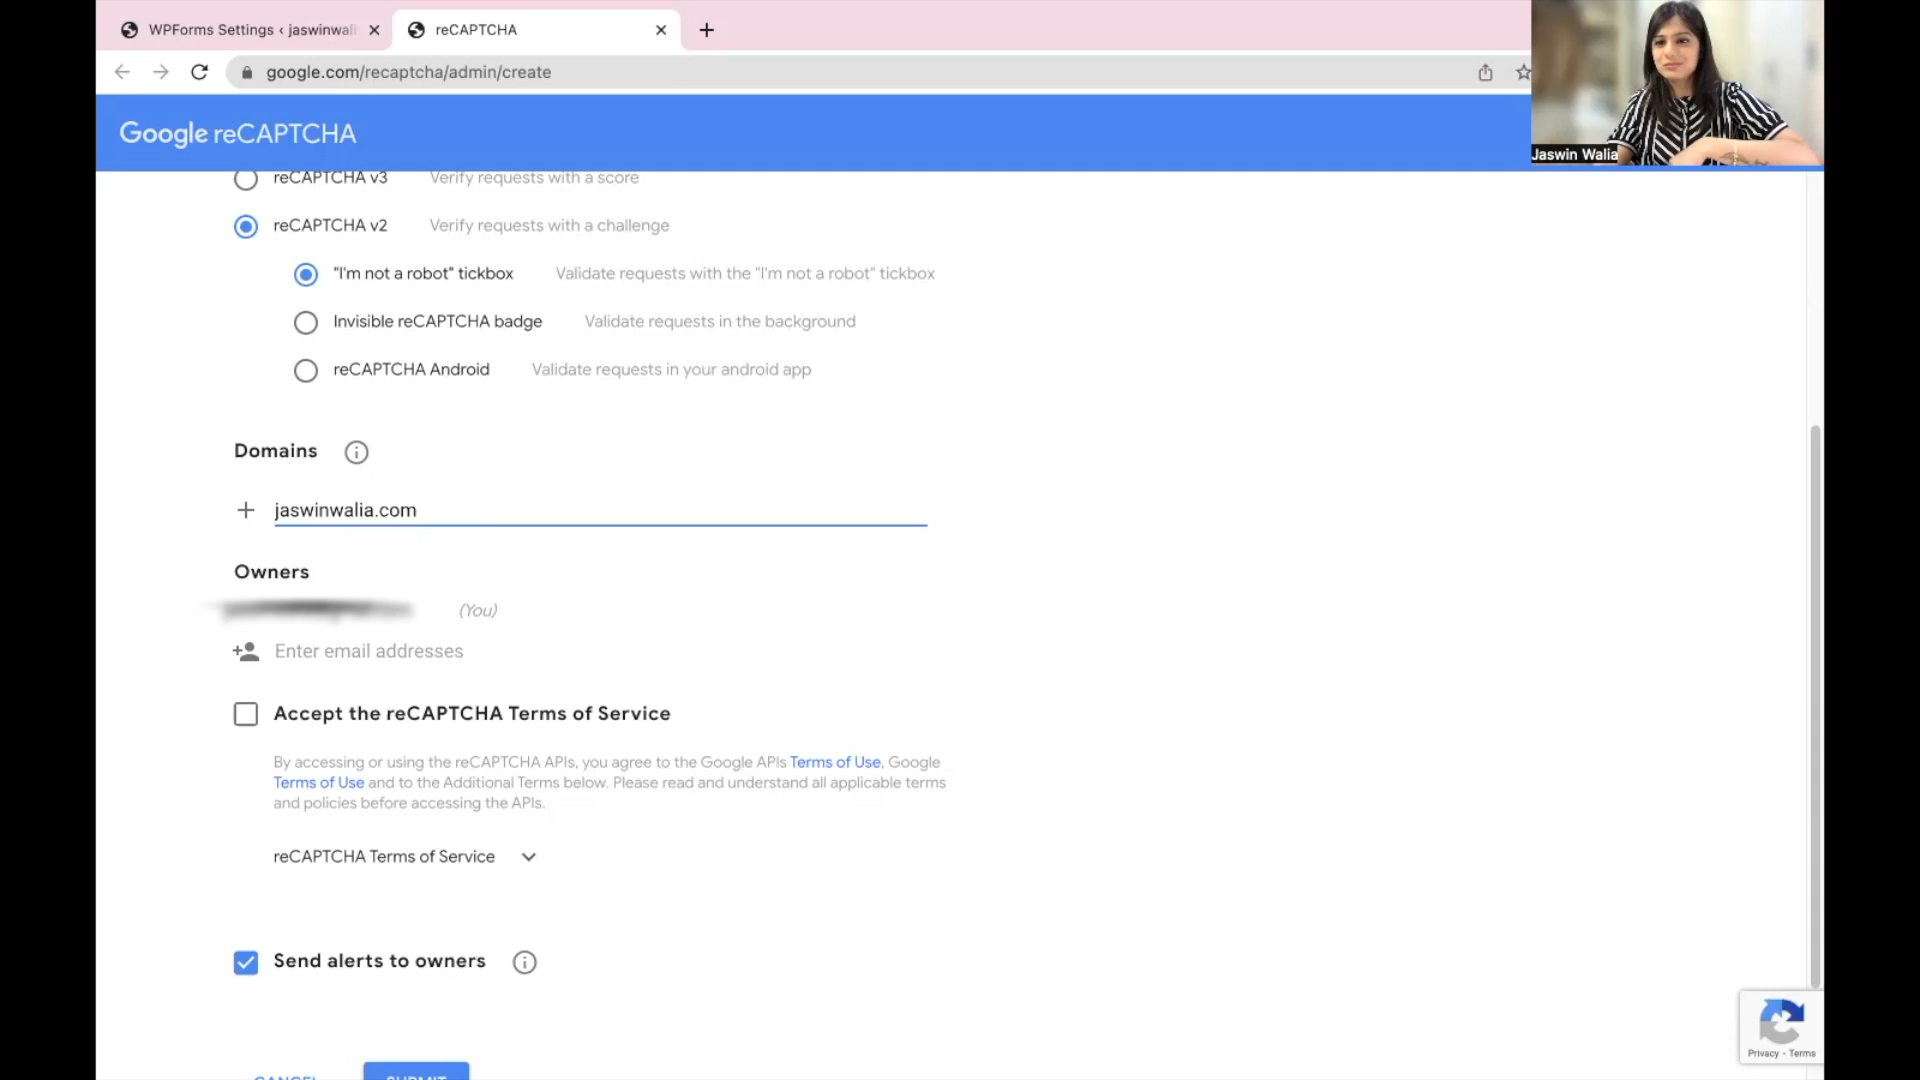 WPForms Settings ‹ jaswinwali
reCAPTCHA
google.com/recaptcha/admin/create
Google reCAPTCHA
Jaswin Walia
reCAPTCHA v3 Verify requests with a score
reCAPTCHA v2 Verify requests with a challenge
"I'm not a robot" tickbox Validate requests with the "I'm not a robot" tickbox
Invisible reCAPTCHA badge Validate requests in the background
reCAPTCHA Android Validate requests in your android app
Domains
jaswinwalia.com
Owners
(You)
Enter email addresses
Accept the reCAPTCHA Terms of Service
By accessing or using the reCAPTCHA APIs, you agree to the Google APIs Terms of Use, Google
Terms of Use and to the Additional Terms below. Please read and understand all applicable terms
and policies before accessing the APIs.
reCAPTCHA Terms of Service
Send alerts to owners
Privacy - Terms
CANCEL SUBMIT